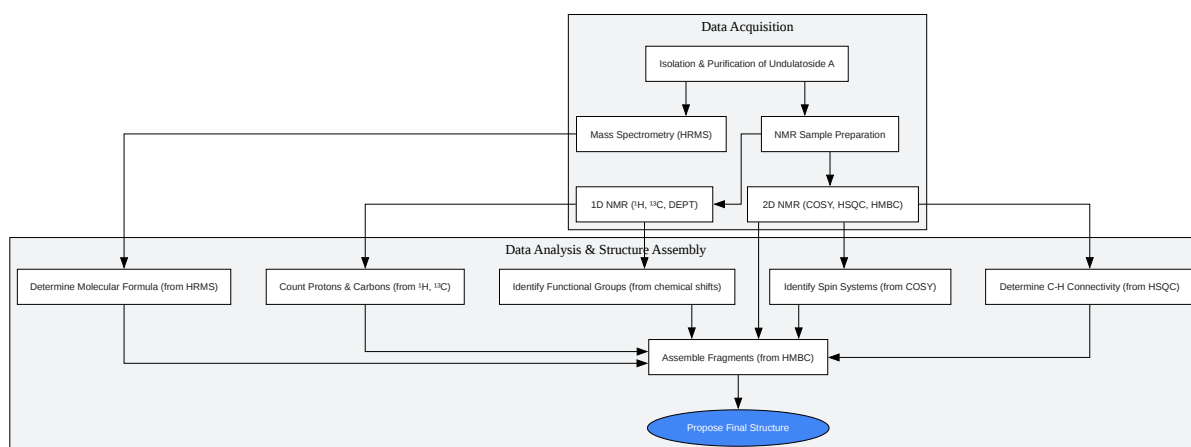 Data Acquisition
Isolation & Purification of Undulatoside A
Mass Spectrometry (HRMS)
NMR Sample Preparation
1D NMR (¹H, ¹³C, DEPT)
2D NMR (COSY, HSQC, HMBC)
Data Analysis & Structure Assembly
Determine Molecular Formula (from HRMS)
Count Protons & Carbons (from ¹H, ¹³C)
Identify Functional Groups (from chemical shifts)
Identify Spin Systems (from COSY)
Determine C-H Connectivity (from HSQC)
Assemble Fragments (from HMBC)
Propose Final Structure